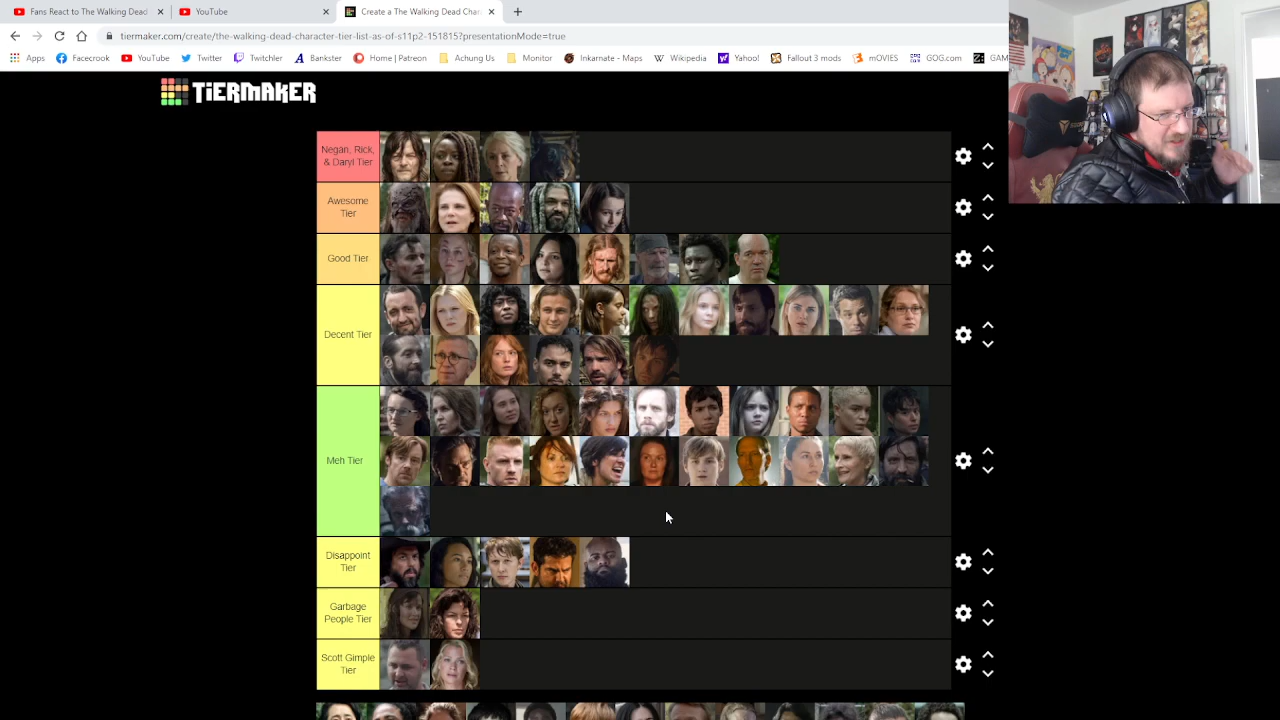 Fans React to The Walking Dead
YouTube
Create a The Walking Dead Char
tiermaker.com/create/the-walking-dead-character-tier-list-as-of-s11p2-151815?presentationMode=true
Apps
Facecrook
YouTube
Twitter
Twitchler
Bankster
Home | Patreon
Achung Us
Monitor
Inkarnate - Maps
Wikipedia
Yahoo!
Fallout 3 mods
mOVIES
GOG.com
GAM
TIERMAKER
Negan, Rick,
& Daryl Tier
Awesome
Tier
Good Tier
Decent Tier
Meh Tier
Disappoint
Tier
Garbage
People Tier
Scott Gimple
Tier